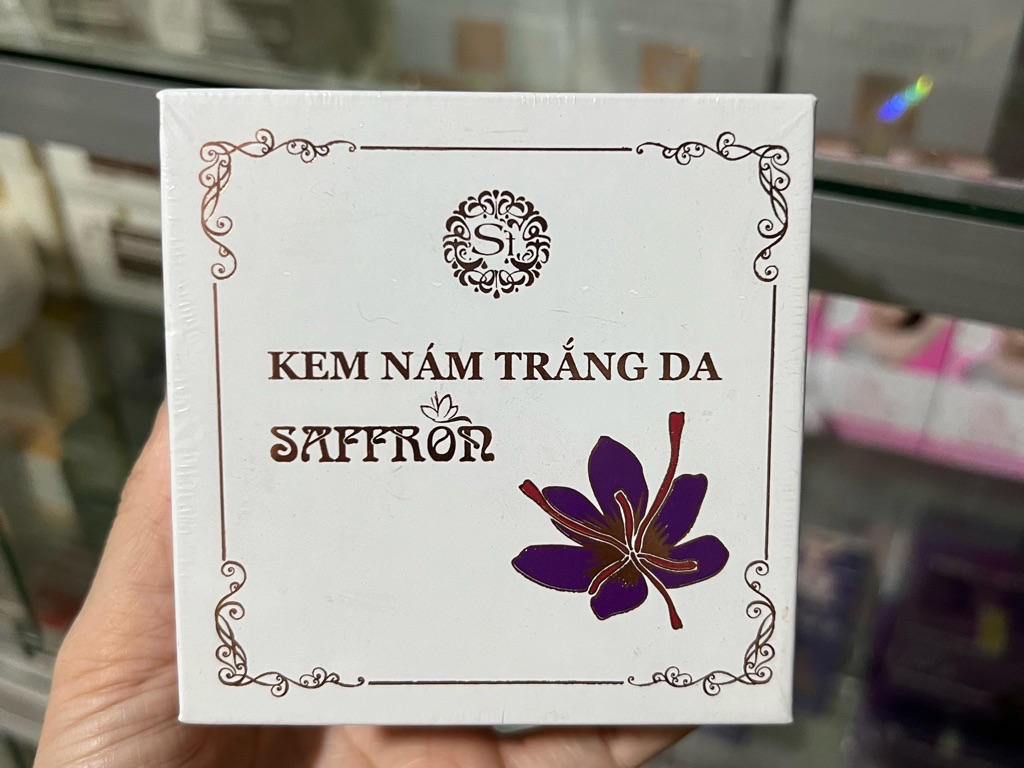 St
KEM NÁM TRẮNG DA
SAFFRON